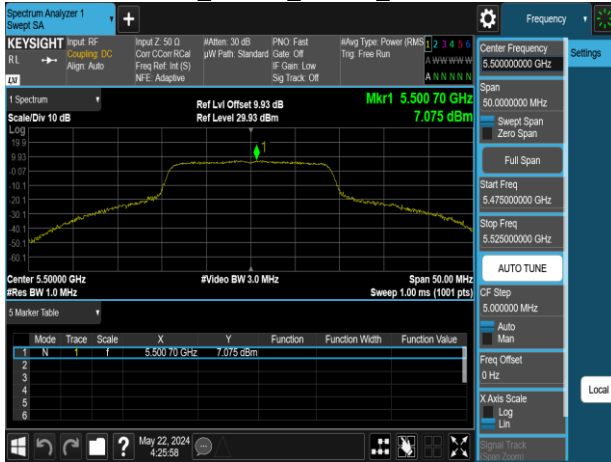 Spectrum Analyzer 1
Swept SA
Frequency
KEYSIGHT
RL
Input: RF
Coupling: DC
Align: Auto
Input Z: 50 Ω
Corr CCorr RCal
Freq Ref: Int (S)
NFE: Adaptive
#Atten: 30 dB
µW Path: Standard
PNO: Fast
Gate: Off
IF Gain: Low
Sig Track: Off
#Avg Type: Power (RMS
Trig: Free Run
1 2 3 4 5 6
A WW WW W
A N N N N N
LXI
1 Spectrum
Scale/Div 10 dB
Ref Lvl Offset 9.93 dB
Ref Level 29.93 dBm
Mkr1 5.500 70 GHz
7.075 dBm
Log
19.9
9.93
-0.07
-10.1
-20.1
-30.1
-40.1
-50.1
-60.1
1
Center 5.50000 GHz
#Res BW 1.0 MHz
#Video BW 3.0 MHz
Span 50.00 MHz
Sweep 1.00 ms (1001 pts)
5 Marker Table
Mode Trace Scale X Y Function Function Width Function Value
1 N 1 f 5.500 70 GHz 7.075 dBm
2
3
4
5
6
Center Frequency
5.500000000 GHz
Settings
Span
50.0000000 MHz
Swept Span
Zero Span
Full Span
Start Freq
5.475000000 GHz
Stop Freq
5.525000000 GHz
AUTO TUNE
CF Step
5.000000 MHz
Auto
Man
Freq Offset
0 Hz
X Axis Scale
Log
Lin
Local
Signal Track
(Span Zoom)
May 22, 2024
4:25:58